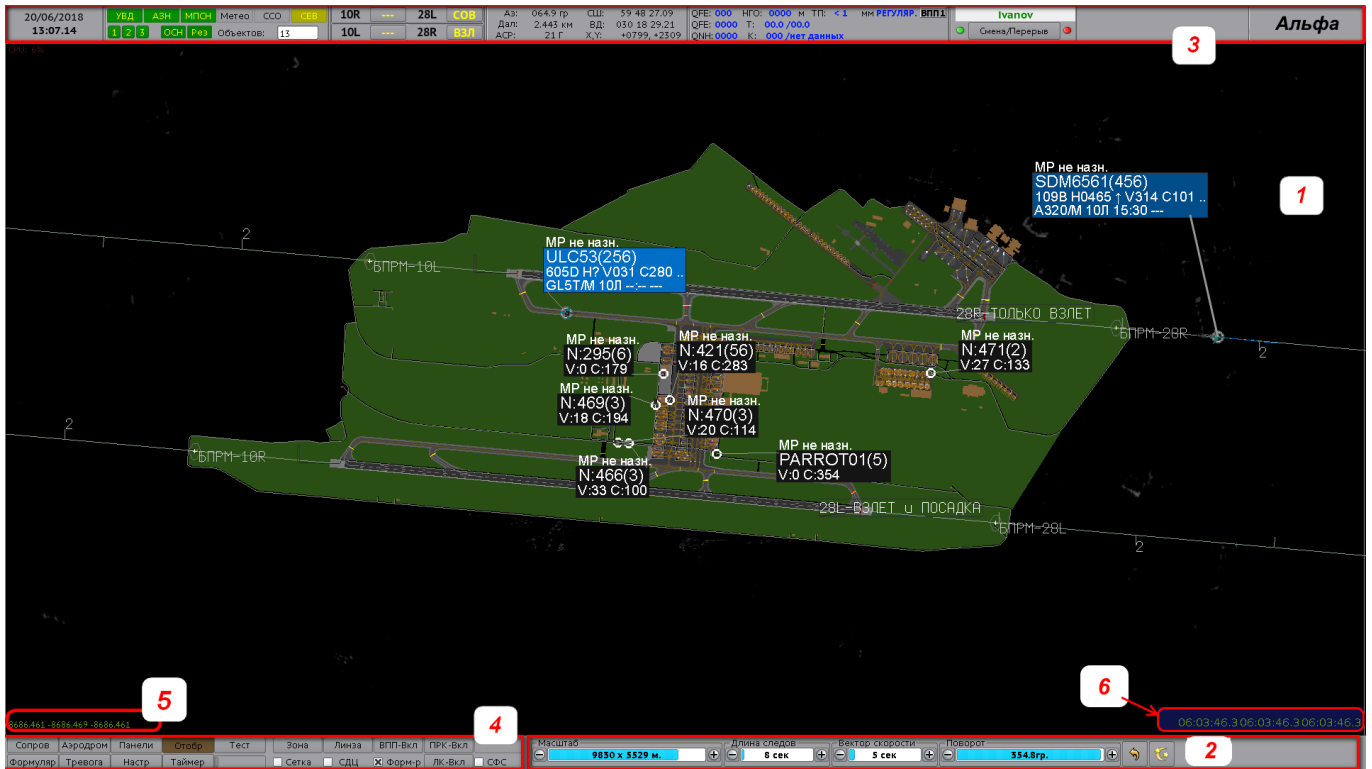 20/06/2018
13:07.14
УВД АЗН МПСН Метео ССО СЕВ
1 2 3 ОСН Рез Объектов: 13
10R --- 28L СОВ
10L --- 28R ВЗЛ
Аз: 064.9 гр СШ: 59 48 27.09
Дал: 2.443 км ВД: 030 18 29.21
АСР: 21 Г X,Y: +0799, +2309
QFE: 000 НГО: 0000 м ТП: < 1 мм РЕГУЛЯР. ВПП1
QFE: 0000 Т: 00.0 /00.0
QNH: 0000 К: 000 /нет данных
Ivanov
Смена/Перерыв
Альфа
3
CPU: 6%
МР не назн.
SDM6561(456)
109B H0465 ↑ V314 C101 ..
A320/M 10Л 15:30 ---
1
2
БПРМ-10L
МР не назн.
ULC53(256)
605D H? V031 C280 ..
GL5T/M 10Л --:-- ---
28R-ТОЛЬКО ВЗЛЕТ
БПРМ-28R
2
МР не назн.
N:295(6)
V:0 C:179
МР не назн.
N:421(56)
V:16 C:283
МР не назн.
N:471(2)
V:27 C:133
МР не назн.
N:469(3)
V:18 C:194
МР не назн.
N:470(3)
V:20 C:114
2
БПРМ-10R
МР не назн.
N:466(3)
V:33 C:100
МР не назн.
PARROT01(5)
V:0 C:354
28L-ВЗЛЕТ и ПОСАДКА
БПРМ-28L
2
5
8686.461 -8686.469 -8686.461
6
06:03:46.3 06:03:46.3 06:03:46.3
Сопров Аэродром Панели Отобр Тест Зона Линза ВПП-Вкл ПРК-Вкл
Формуляр Тревога Настр Таймер Сетка СДЦ Форм-р ЛК-Вкл СФС
4
Масштаб Длина следов Вектор скорости Поворот
9830 x 5529 м. 8 сек 5 сек 354.8гр.
2